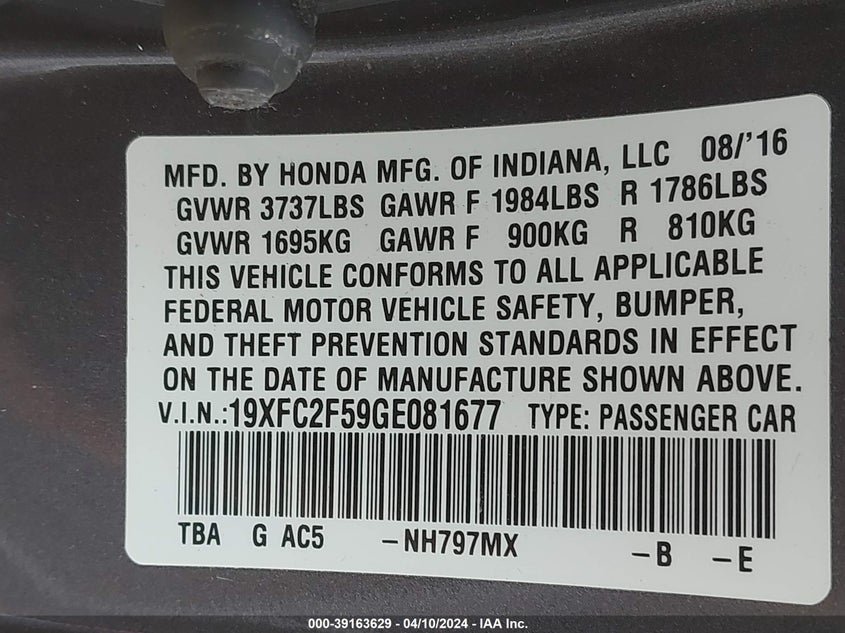 MFD. BY HONDA MFG. OF INDIANA, LLC 08/'16
GVWR 3737LBS GAWR F 1984LBS R 1786LBS
GVWR 1695KG GAWR F 900KG R 810KG
THIS VEHICLE CONFORMS TO ALL APPLICABLE
FEDERAL MOTOR VEHICLE SAFETY, BUMPER,
AND THEFT PREVENTION STANDARDS IN EFFECT
ON THE DATE OF MANUFACTURE SHOWN ABOVE.
V.I.N.:19XFC2F59GE081677 TYPE: PASSENGER CAR
TBA G AC5 –NH797MX –B –E
000-39163629 - 04/10/2024 - IAA Inc.